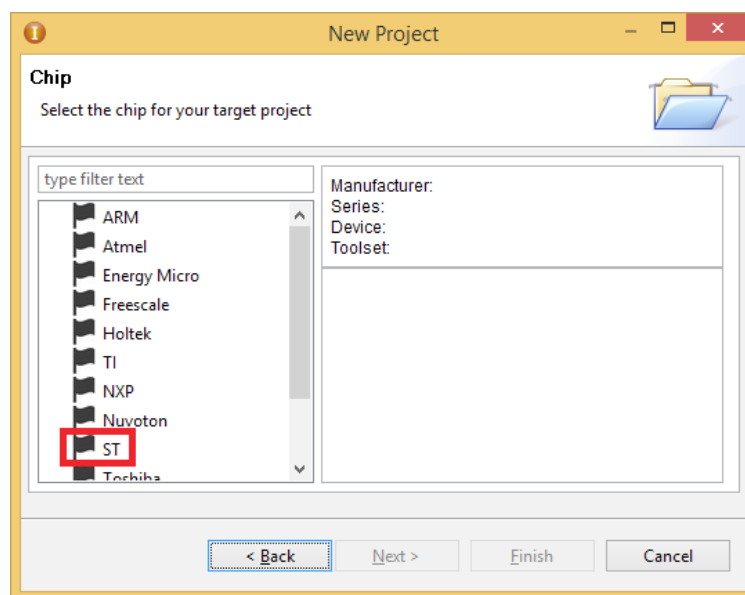 New Project
Chip
Select the chip for your target project
type filter text
ARM
Atmel
Energy Micro
Freescale
Holtek
TI
NXP
Nuvoton
ST
Toshiba
Manufacturer:
Series:
Device:
Toolset:
< Back
Next >
Finish
Cancel